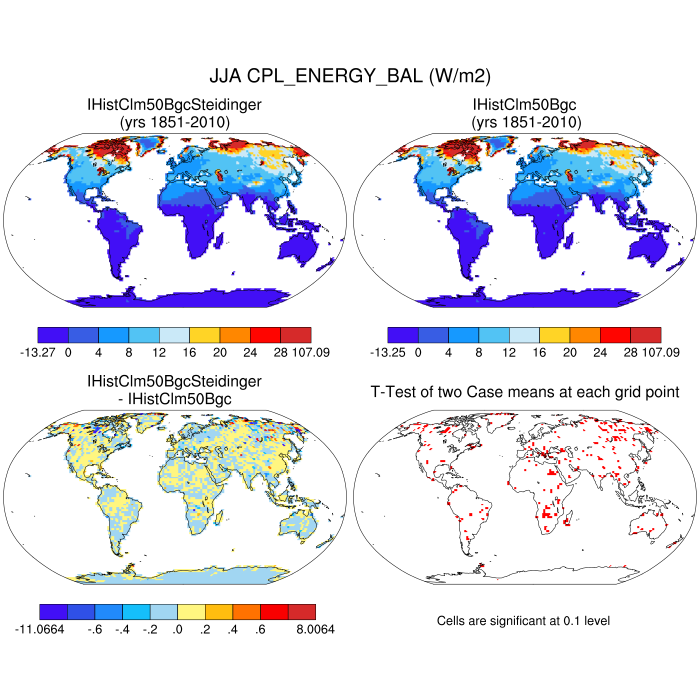 JJA CPL_ENERGY_BAL (W/m2)
IHistClm50BgcSteidinger
(yrs 1851-2010)
IHistClm50Bgc
(yrs 1851-2010)
-13.27 0 4 8 12 16 20 24 28 107.09
-13.25 0 4 8 12 16 20 24 28 107.09
IHistClm50BgcSteidinger
- IHistClm50Bgc
T-Test of two Case means at each grid point
-11.0664 -.6 -.4 -.2 .0 .2 .4 .6 8.0064
Cells are significant at 0.1 level